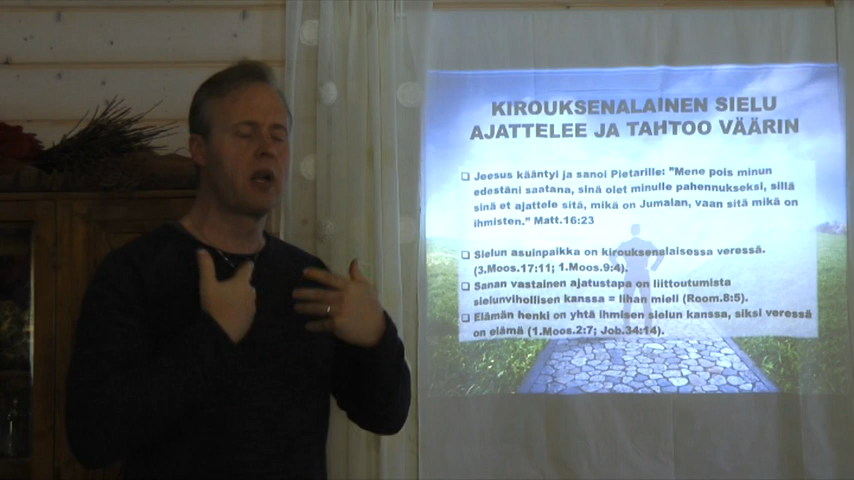 KIROUKSENALAINEN SIELU
AJATTELEE JA TAHTOO VÄÄRIN
❑ Jeesus kääntyi ja sanoi Pietarille: "Mene pois minun
edestäni saatana, sinä olet minulle pahennukseksi, sillä
sinä et ajattele sitä, mikä on Jumalan, vaan sitä mikä on
ihmisten." Matt.16:23
❑ Sielun asuinpaikka on kirouksenalaisessa veressä.
(3.Moos.17:11; 1.Moos.9:4).
❑ Sanan vastainen ajatustapa on liittoutumista
sielunvihollisen kanssa = lihan mieli (Room.8:5).
❑ Elämän henki on yhtä ihmisen sielun kanssa, siksi veressä
on elämä (1.Moos.2:7; Job.34:14).